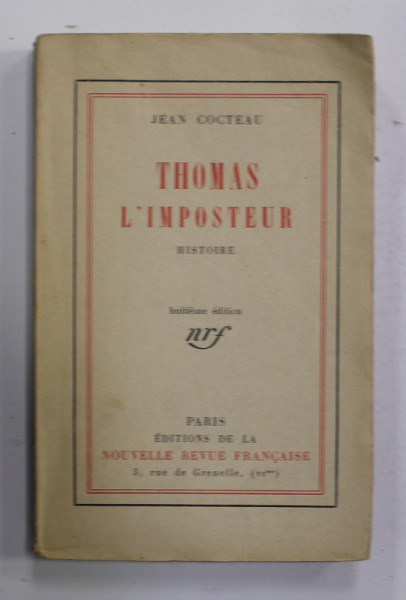 JEAN COCTEAU
THOMAS
L'IMPOSTEUR
HISTOIRE
huitième édition
nrf
PARIS
ÉDITIONS DE LA
NOUVELLE REVUE FRANÇAISE
3, rue de Grenelle, (VIme)